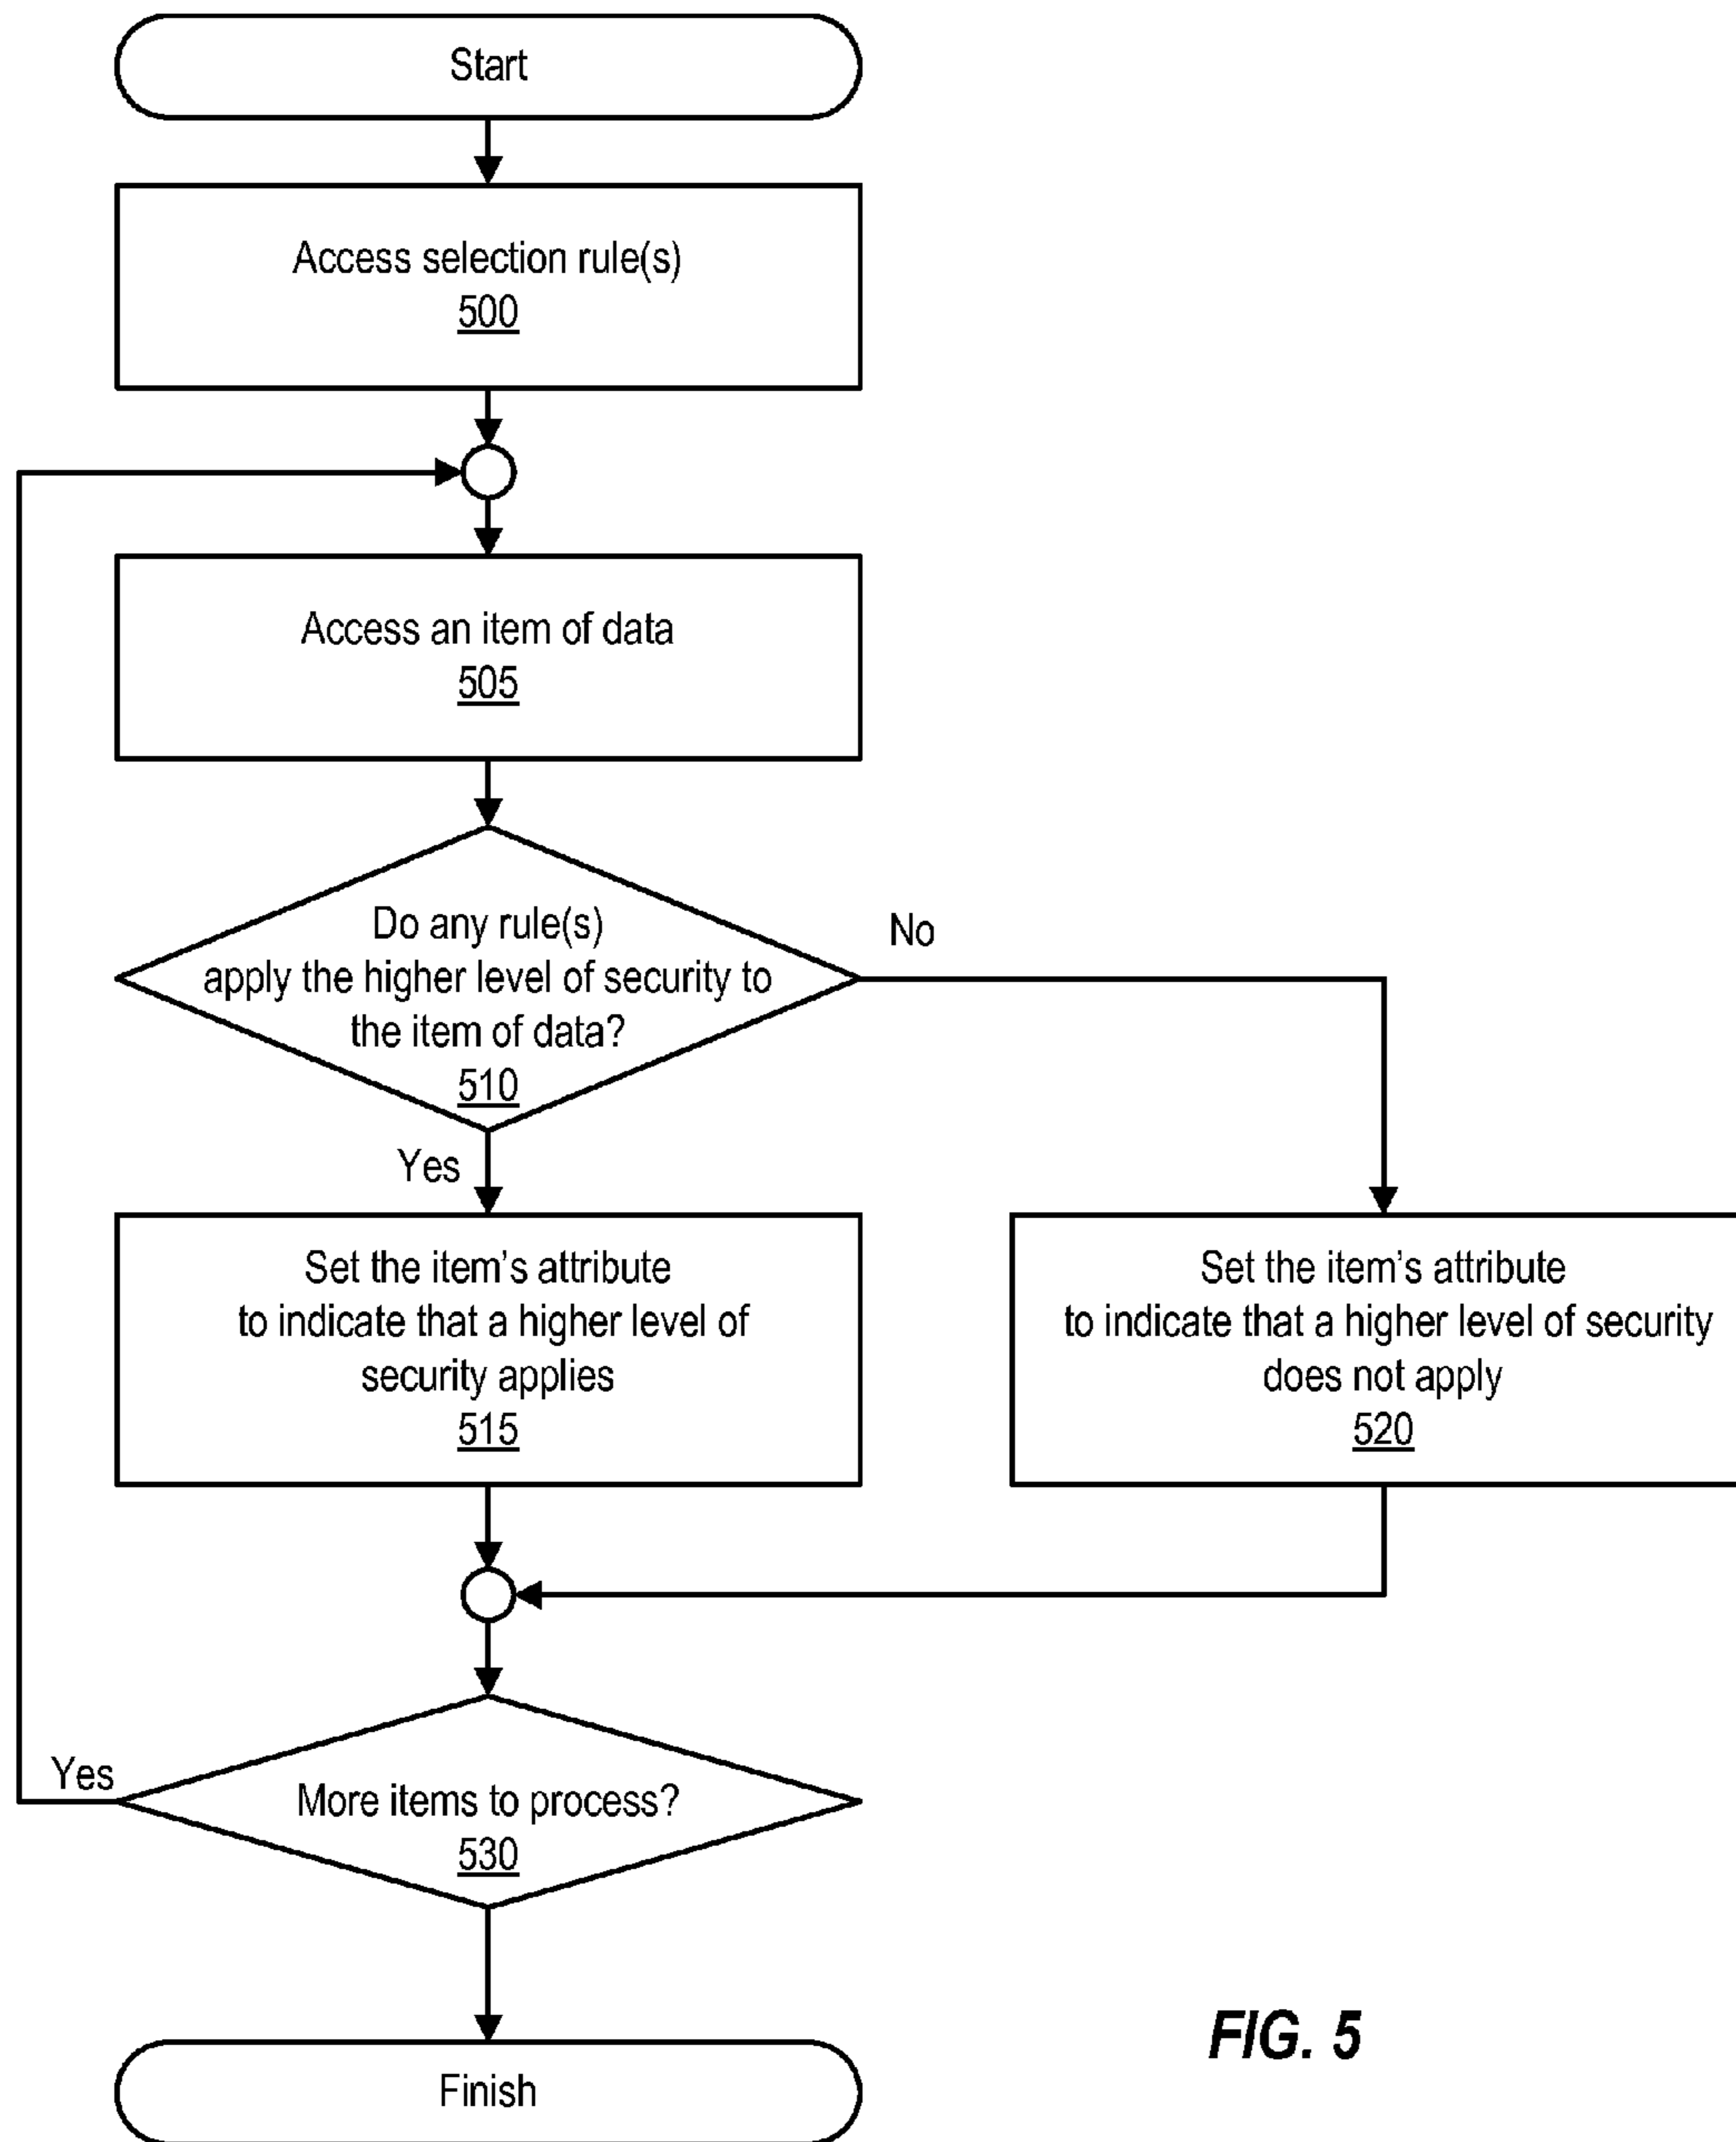 Start
Access selection rule(s)
500
Access an item of data
505
Do any rule(s)
apply the higher level of security to
the item of data?
510
No
Yes
Set the item’s attribute
to indicate that a higher level of
security applies
515
Set the item’s attribute
to indicate that a higher level of security
does not apply
520
Yes
More items to process?
530
Finish
FIG. 5